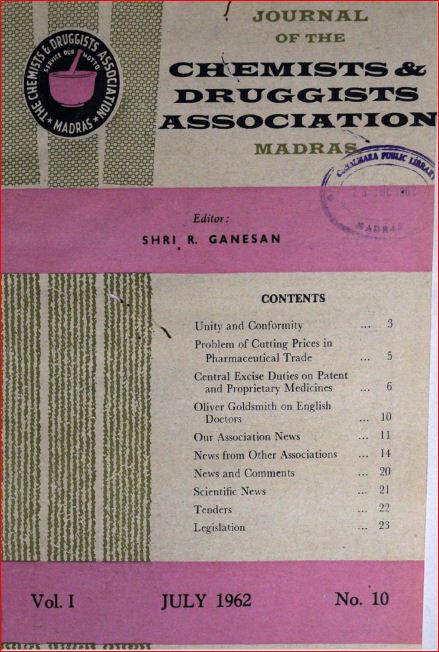 JOURNAL
OF THE
CHEMISTS &
DRUGGISTS
ASSOCIATION
MADRAS
THE CHEMISTS & DRUGGISTS ASSOCIATION
★ MADRAS ★
SERVICE OUR MOTTO
CONNEMARA PUBLIC LIBRARY
MADRAS
Editor:
SHRI R. GANESAN
CONTENTS
Unity and Conformity ... 3
Problem of Cutting Prices in
Pharmaceutical Trade ... 5
Central Excise Duties on Patent
and Proprietary Medicines ... 6
Oliver Goldsmith on English
Doctors ... 10
Our Association News ... 11
News from Other Associations ... 14
News and Comments ... 20
Scientific News ... 21
Tenders ... 22
Legislation ... 23
Vol. I JULY 1962 No. 10